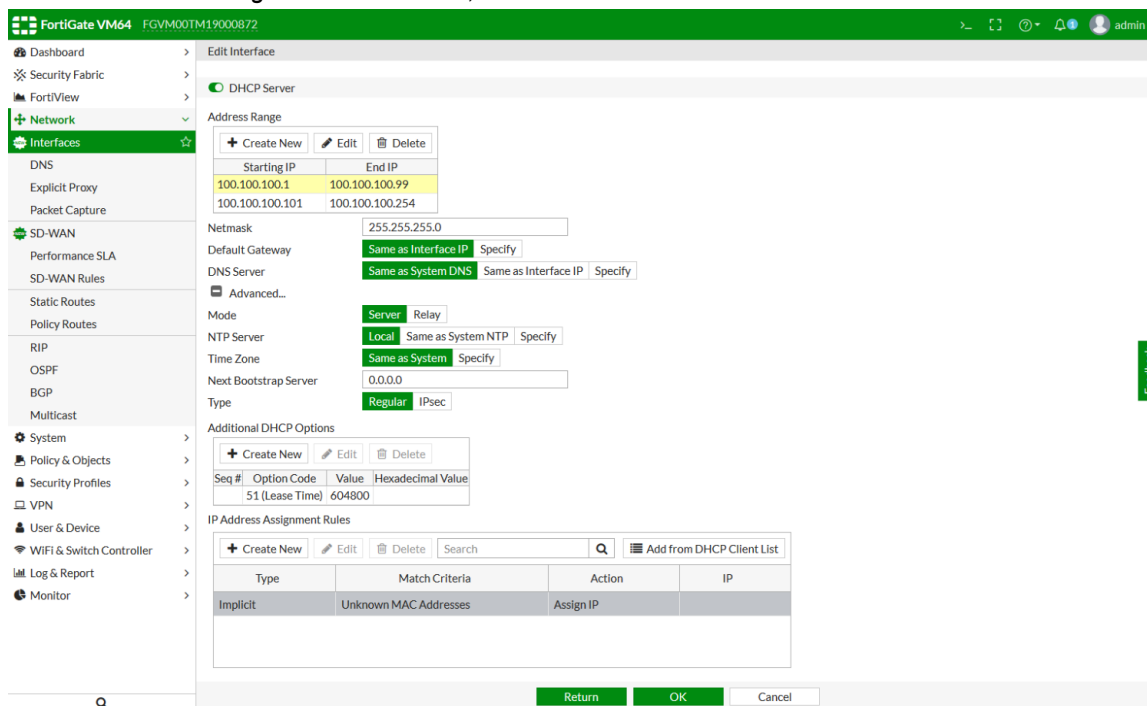 FortiGate VM64 FGVM00TM19000872
>_ admin
Dashboard
Security Fabric
FortiView
Network
Interfaces
DNS
Explicit Proxy
Packet Capture
SD-WAN
Performance SLA
SD-WAN Rules
Static Routes
Policy Routes
RIP
OSPF
BGP
Multicast
System
Policy & Objects
Security Profiles
VPN
User & Device
WiFi & Switch Controller
Log & Report
Monitor
Edit Interface
DHCP Server
Address Range
+ Create New Edit Delete
Starting IP End IP
100.100.100.1 100.100.100.99
100.100.100.101 100.100.100.254
Netmask 255.255.255.0
Default Gateway Same as Interface IP Specify
DNS Server Same as System DNS Same as Interface IP Specify
Advanced...
Mode Server Relay
NTP Server Local Same as System NTP Specify
Time Zone Same as System Specify
Next Bootstrap Server 0.0.0.0
Type Regular IPsec
Additional DHCP Options
+ Create New Edit Delete
Seq # Option Code Value Hexadecimal Value
51 (Lease Time) 604800
IP Address Assignment Rules
+ Create New Edit Delete Search Add from DHCP Client List
Type Match Criteria Action IP
Implicit Unknown MAC Addresses Assign IP
Return OK Cancel